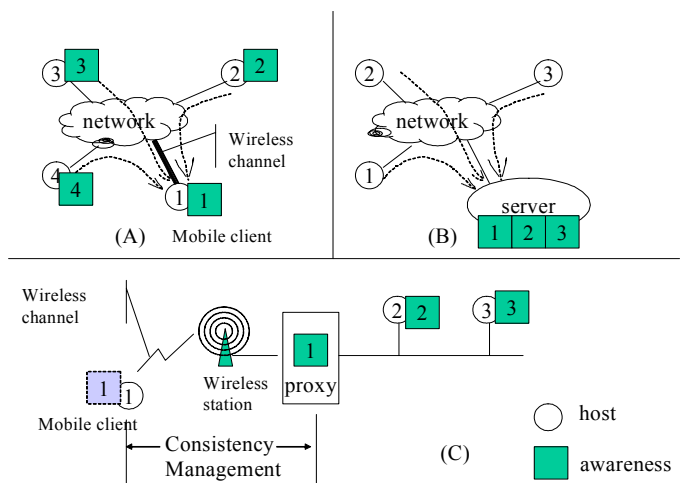 3
3
2
2
network
Wireless
channel
4
4
1
1
(A)
Mobile client
2
3
network
1
server
(B)
1
2
3
Wireless
channel
2
2
3
3
1
1
1
proxy
Wireless
station
Mobile client
Consistency
Management
(C)
host
awareness